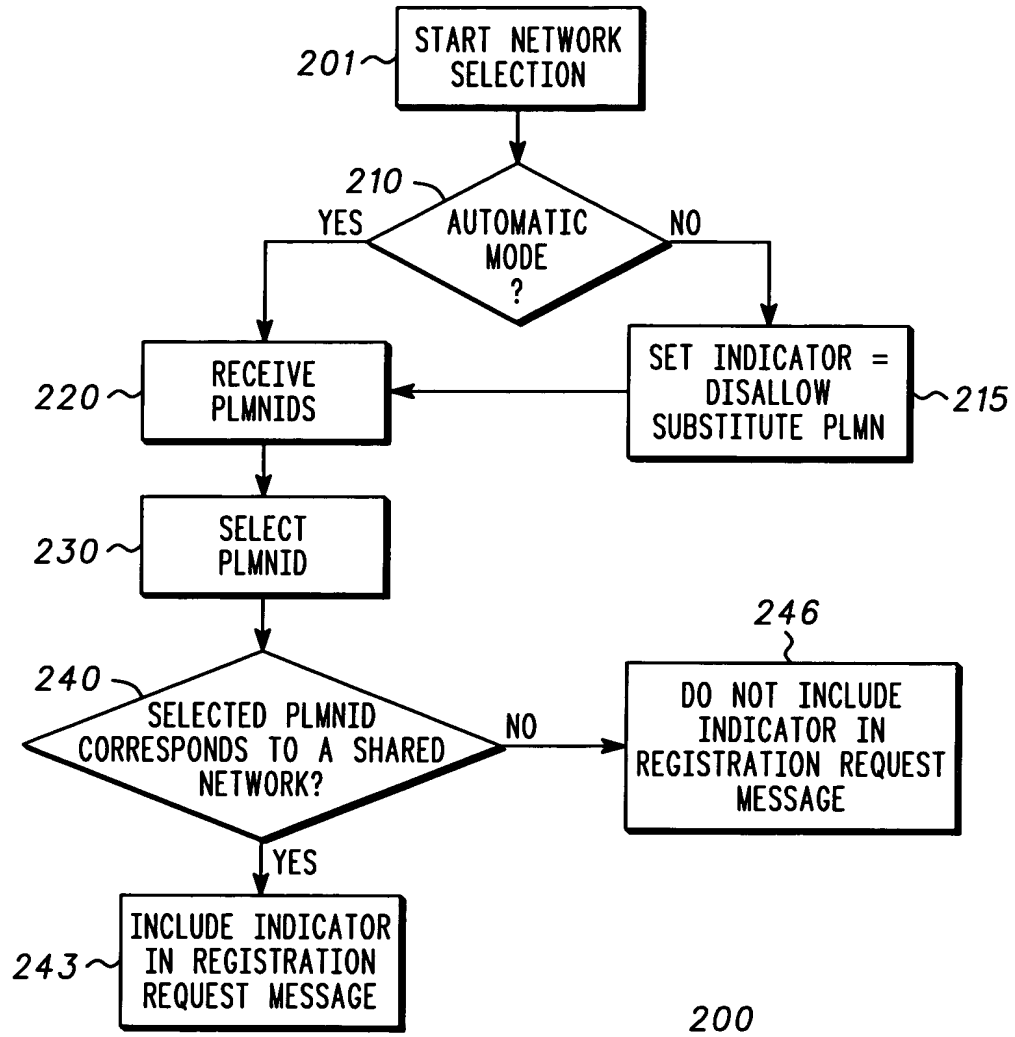 START NETWORK
SELECTION
201
210
YES
AUTOMATIC
MODE
?
NO
220
RECEIVE
PLMNIDS
SET INDICATOR =
DISALLOW
SUBSTITUTE PLMN
215
230
SELECT
PLMNID
240
SELECTED PLMNID
CORRESPONDS TO A SHARED
NETWORK?
NO
246
DO NOT INCLUDE
INDICATOR IN
REGISTRATION REQUEST
MESSAGE
YES
243
INCLUDE INDICATOR
IN REGISTRATION
REQUEST MESSAGE
200